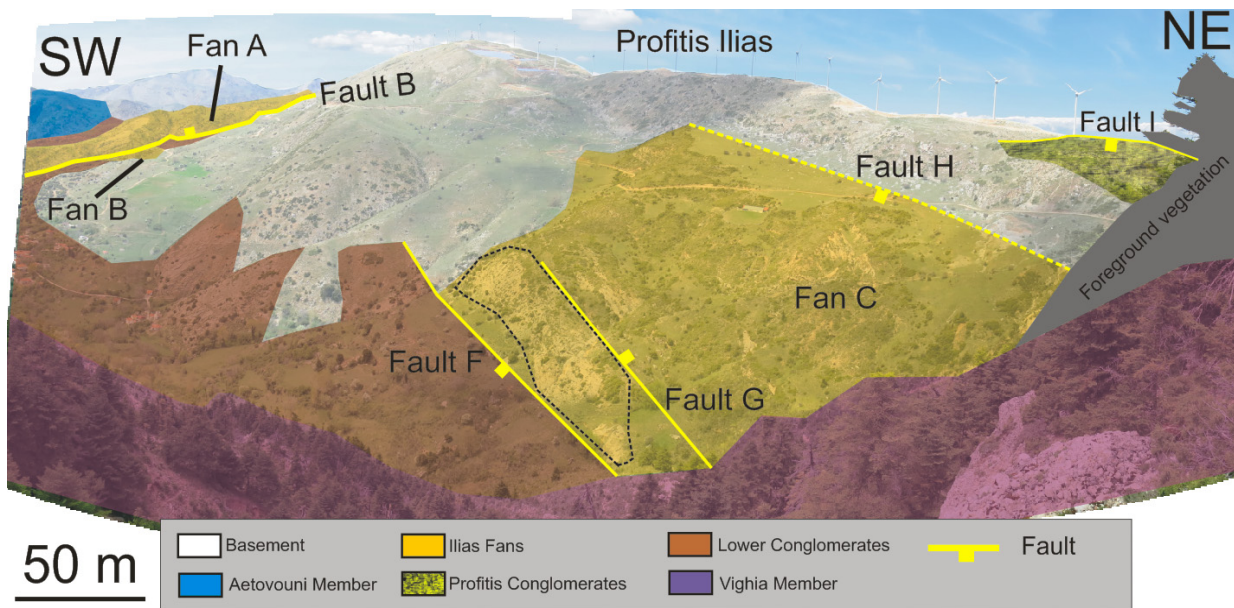 SW
Fan A
Profitis Ilias
NE
Fault B
Fault I
Fault H
Fan B
Foreground vegetation
Fan C
Fault F
Fault G
50 m
Basement
Ilias Fans
Lower Conglomerates
Fault
Aetovouni Member
Profitis Conglomerates
Vighia Member